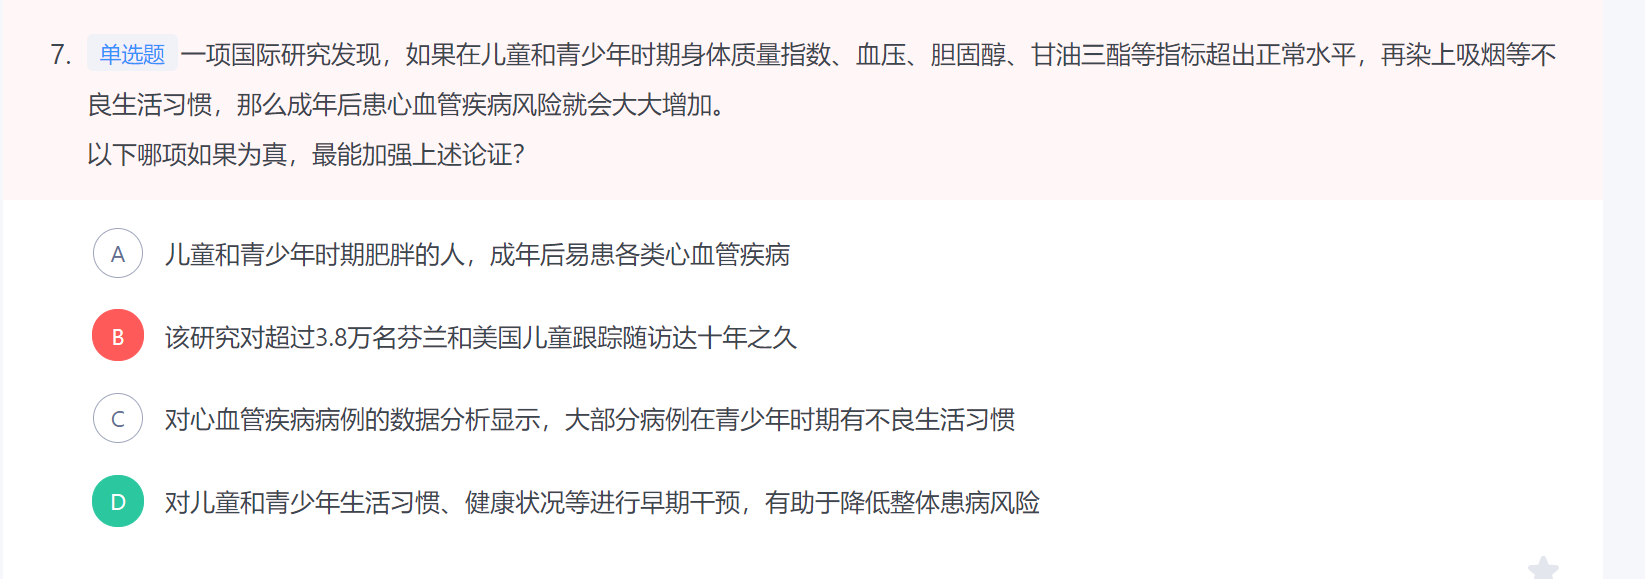 7. 单选题 一项国际研究发现，如果在儿童和青少年时期身体质量指数、血压、胆固醇、甘油三酯等指标超出正常水平，再染上吸烟等不
良生活习惯，那么成年后患心血管疾病风险就会大大增加。
以下哪项如果为真，最能加强上述论证？
A 儿童和青少年时期肥胖的人，成年后易患各类心血管疾病
B 该研究对超过3.8万名芬兰和美国儿童跟踪随访达十年之久
C 对心血管疾病病例的数据分析显示，大部分病例在青少年时期有不良生活习惯
D 对儿童和青少年生活习惯、健康状况等进行早期干预，有助于降低整体患病风险